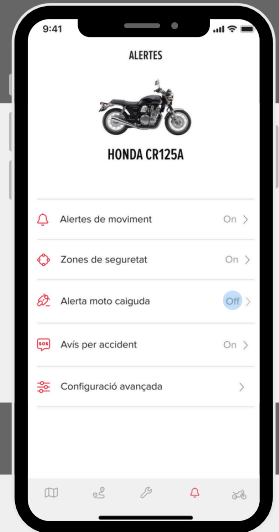 9:41
ALERTES
HONDA CR125A
Alertes de moviment On
Zones de seguretat On
Alerta moto caiguda Off
SOS Avís per accident On
Configuració avançada